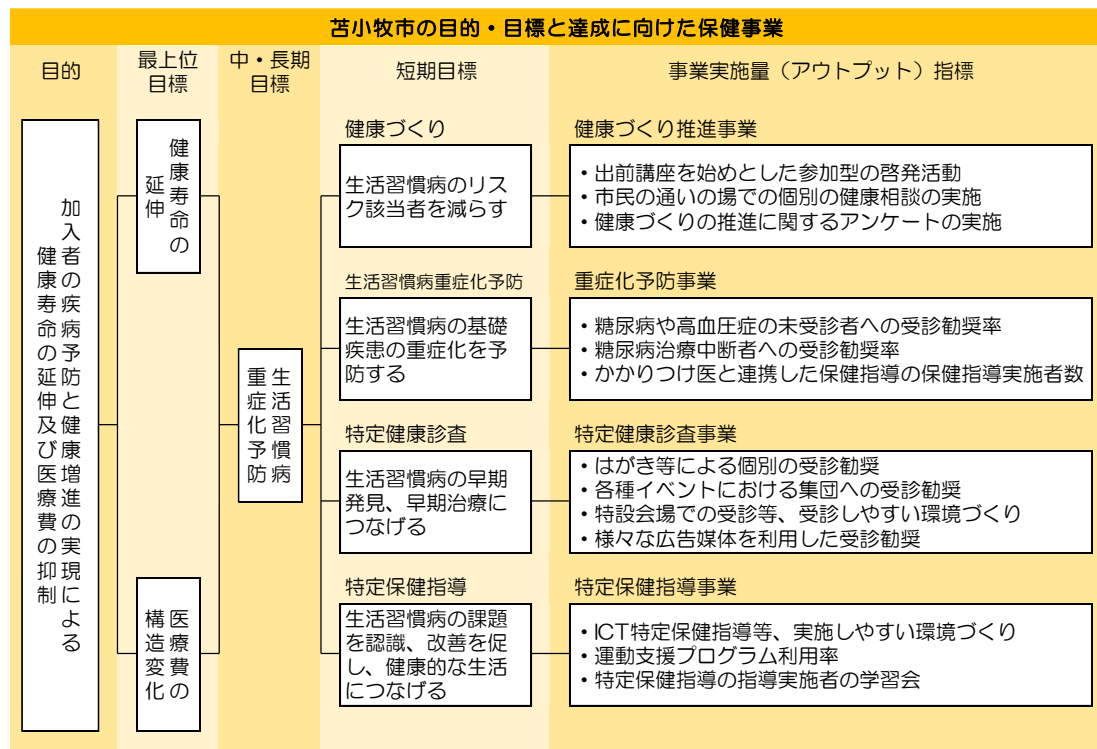 苫小牧市の目的・目標と達成に向けた保健事業
目的
最上位
目標
中・長期
目標
短期目標
事業実施量（アウトプット）指標
加入者の疾病予防と健康増進の実現による
健康寿命の延伸及び医療費の抑制
健康寿命の
延伸
医療費の
構造変化
生活習慣病
重症化予防
健康づくり
生活習慣病のリス
ク該当者を減らす
健康づくり推進事業
・出前講座を始めとした参加型の啓発活動
・市民の通いの場での個別の健康相談の実施
・健康づくりの推進に関するアンケートの実施
生活習慣病重症化予防
生活習慣病の基礎
疾患の重症化を予
防する
重症化予防事業
・糖尿病や高血圧症の未受診者への受診勧奨率
・糖尿病治療中断者への受診勧奨率
・かかりつけ医と連携した保健指導の保健指導実施者数
特定健康診査
生活習慣病の早期
発見、早期治療に
つなげる
特定健康診査事業
・はがき等による個別の受診勧奨
・各種イベントにおける集団への受診勧奨
・特設会場での受診等、受診しやすい環境づくり
・様々な広告媒体を利用した受診勧奨
特定保健指導
生活習慣病の課題
を認識、改善を促
し、健康的な生活
につなげる
特定保健指導事業
・ICT特定保健指導等、実施しやすい環境づくり
・運動支援プログラム利用率
・特定保健指導の指導実施者の学習会